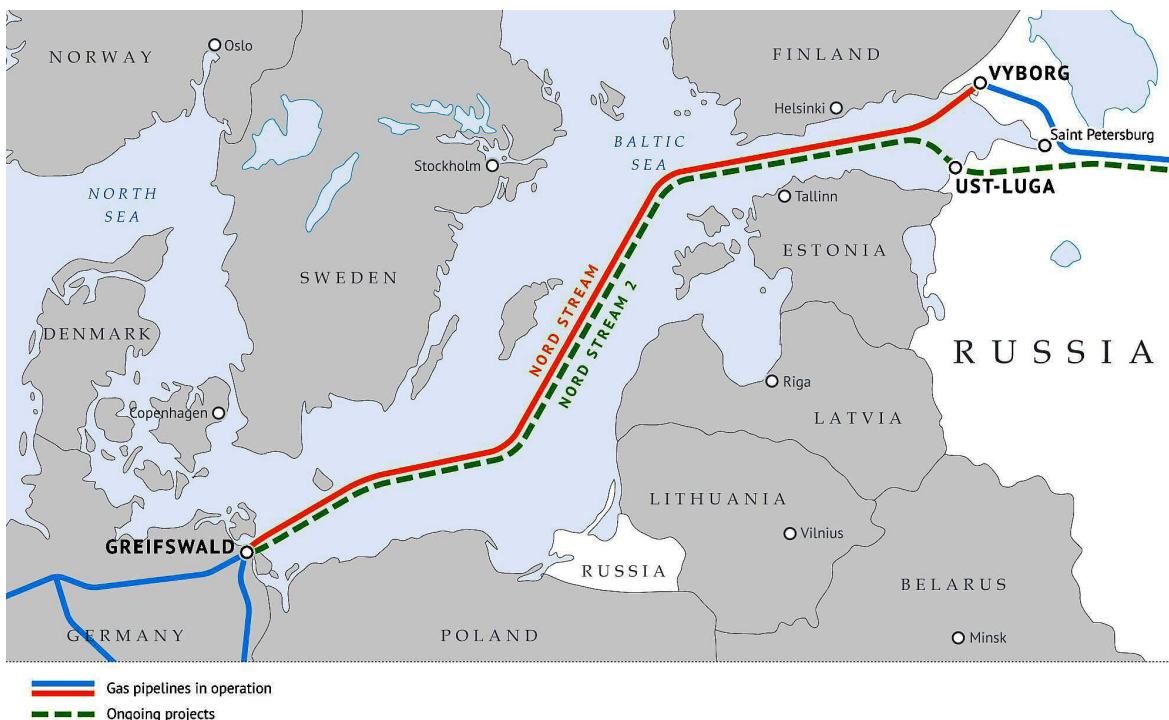 NORWAY
Oslo
FINLAND
VYBORG
Helsinki
Saint Petersburg
BALTIC
SEA
Stockholm
UST-LUGA
NORTH
SEA
Tallinn
ESTONIA
SWEDEN
NORD STREAM
NORD STREAM 2
DENMARK
RUSSIA
Riga
Copenhagen
LATVIA
LITHUANIA
GREIFSWALD
Vilnius
RUSSIA
BELARUS
GERMANY
POLAND
Minsk
Gas pipelines in operation
Ongoing projects